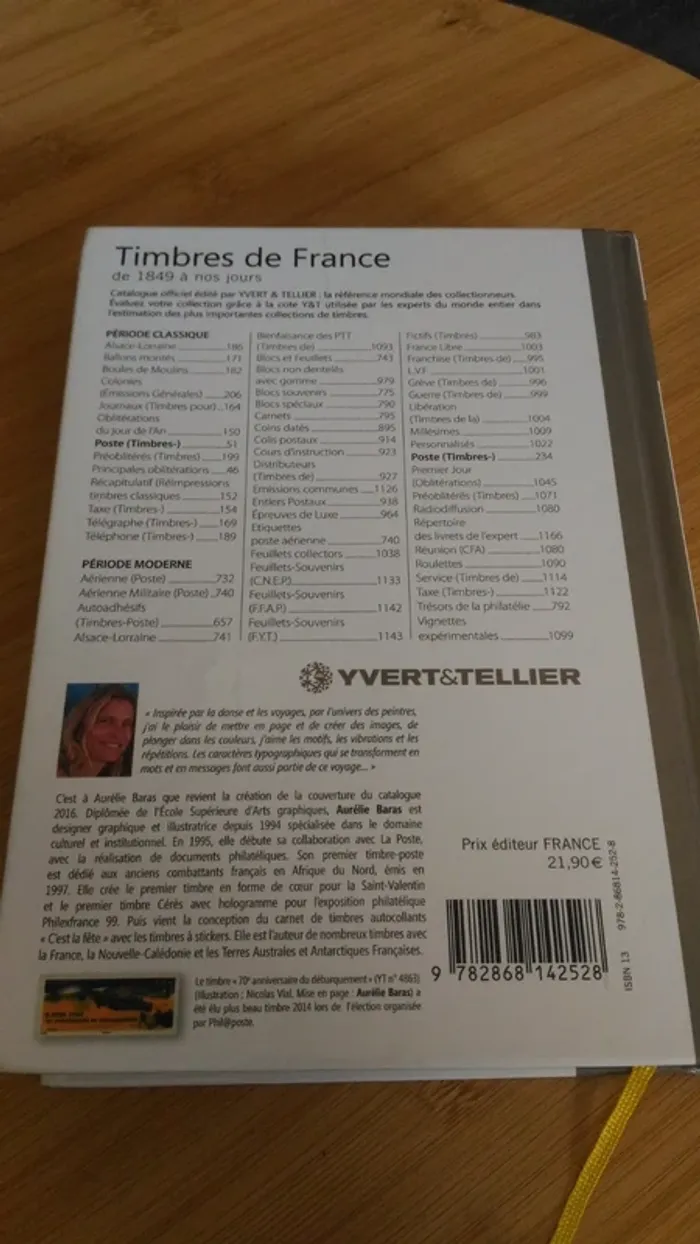 Timbres de France
de 1849 à nos jours
Catalogue officiel édité par YVERT & TELLIER : la référence mondiale des collectionneurs.
Évaluez votre collection grâce à la cote Y&T utilisée par les experts du monde entier dans
l'estimation des plus importantes collections de timbres.
PÉRIODE CLASSIQUE
Alsace-Lorraine 186
Ballons montés 171
Boules de Moulins 182
Colonies
(Émissions Générales) 206
Journaux (Timbres pour) 164
Oblitérations
du Jour de l'An 150
Poste (Timbres-) 51
Préoblitérés (Timbres) 199
Principales oblitérations 46
Récapitulatif (Réimpressions
timbres classiques 152
Taxe (Timbres-) 154
Télégraphe (Timbres-) 169
Téléphone (Timbres-) 189
PÉRIODE MODERNE
Aérienne (Poste) 732
Aérienne Militaire (Poste) 740
Autoadhésifs
(Timbres-Poste) 657
Alsace-Lorraine 741
Bienfaisance des PTT
(Timbres de) 1093
Blocs et Feuillets 743
Blocs non dentelés
avec gomme 979
Blocs souvenirs 775
Blocs spéciaux 790
Carnets 795
Coins datés 895
Colis postaux 914
Cours d'instruction 923
Distributeurs
(Timbres de) 927
Emissions communes 1126
Entiers Postaux 938
Épreuves de Luxe 964
Etiquettes
poste aérienne 740
Feuillets collectors 1038
Feuillets-Souvenirs
(C.N.E.P) 1133
Feuillets-Souvenirs
(F.F.A.P) 1142
Feuillets-Souvenirs
(F.Y.T.) 1143
Fictifs (Timbres) 983
France Libre 1003
Franchise (Timbres de) 995
L.V.F. 1001
Grève (Timbres de) 996
Guerre (Timbres de) 999
Libération
(Timbres de la) 1004
Millésimes 1009
Personnalisés 1022
Poste (Timbres-) 234
Premier Jour
(Oblitérations) 1045
Préoblitérés (Timbres) 1071
Radiodiffusion 1080
Répertoire
des livrets de l'expert 1166
Réunion (CFA) 1080
Roulettes 1090
Service (Timbres de) 1114
Taxe (Timbres-) 1122
Trésors de la philatélie 792
Vignettes
expérimentales 1099
YVERT&TELLIER
« Inspirée par la danse et les voyages, par l'univers des peintres,
j'ai le plaisir de mettre en page et de créer des images, de
plonger dans les couleurs, j'aime les motifs, les vibrations et les
répétitions. Les caractères typographiques qui se transforment en
mots et en messages font aussi partie de ce voyage... »
C'est à Aurélie Baras que revient la création de la couverture du catalogue
2016. Diplômée de l'École Supérieure d'Arts graphiques, Aurélie Baras est
designer graphique et illustratrice depuis 1994 spécialisée dans le domaine
culturel et institutionnel. En 1995, elle débute sa collaboration avec La Poste,
avec la réalisation de documents philatéliques. Son premier timbre-poste
est dédié aux anciens combattants français en Afrique du Nord, émis en
1997. Elle crée le premier timbre en forme de cœur pour la Saint-Valentin
et le premier timbre Cérès avec hologramme pour l'exposition philatélique
Philexfrance 99. Puis vient la conception du carnet de timbres autocollants
« C'est la fête » avec les timbres à stickers. Elle est l'auteur de nombreux timbres avec
la France, la Nouvelle-Calédonie et les Terres Australes et Antarctiques Françaises.
Le timbre « 70e anniversaire du débarquement » (YT n° 4863)
(Illustration ; Nicolas Vial. Mise en page : Aurélie Baras) a
été élu plus beau timbre 2014 lors de l'élection organisée
par Phil@poste.
Prix éditeur FRANCE
21,90€
9 782868 142528
ISBN 13 978-2-86814-252-8